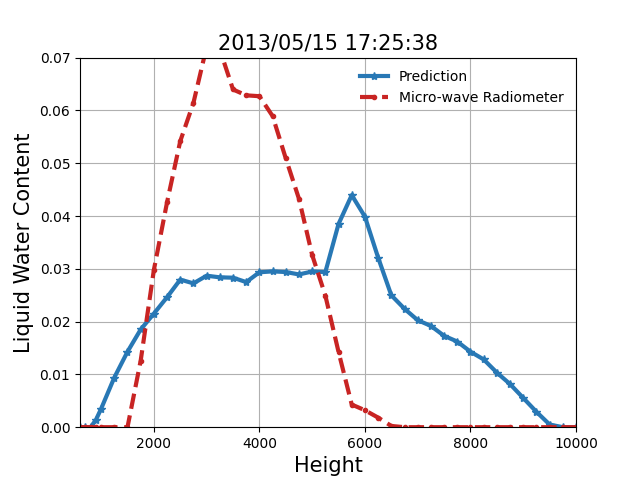 2013/05/15 17:25:38
Prediction
Micro-wave Radiometer
Liquid Water Content
0.07
0.06
0.05
0.04
0.03
0.02
0.01
0.00
2000 4000 6000 8000 10000
Height